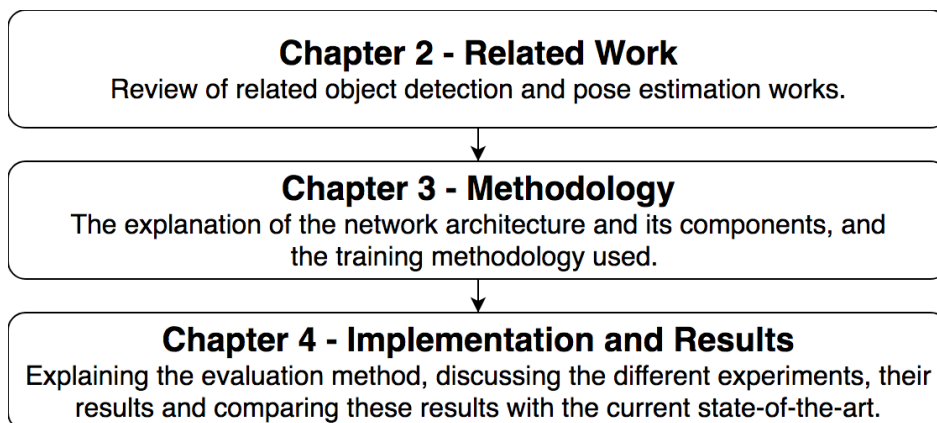 Chapter 2 - Related Work
Review of related object detection and pose estimation works.
Chapter 3 - Methodology
The explanation of the network architecture and its components, and
the training methodology used.
Chapter 4 - Implementation and Results
Explaining the evaluation method, discussing the different experiments, their
results and comparing these results with the current state-of-the-art.